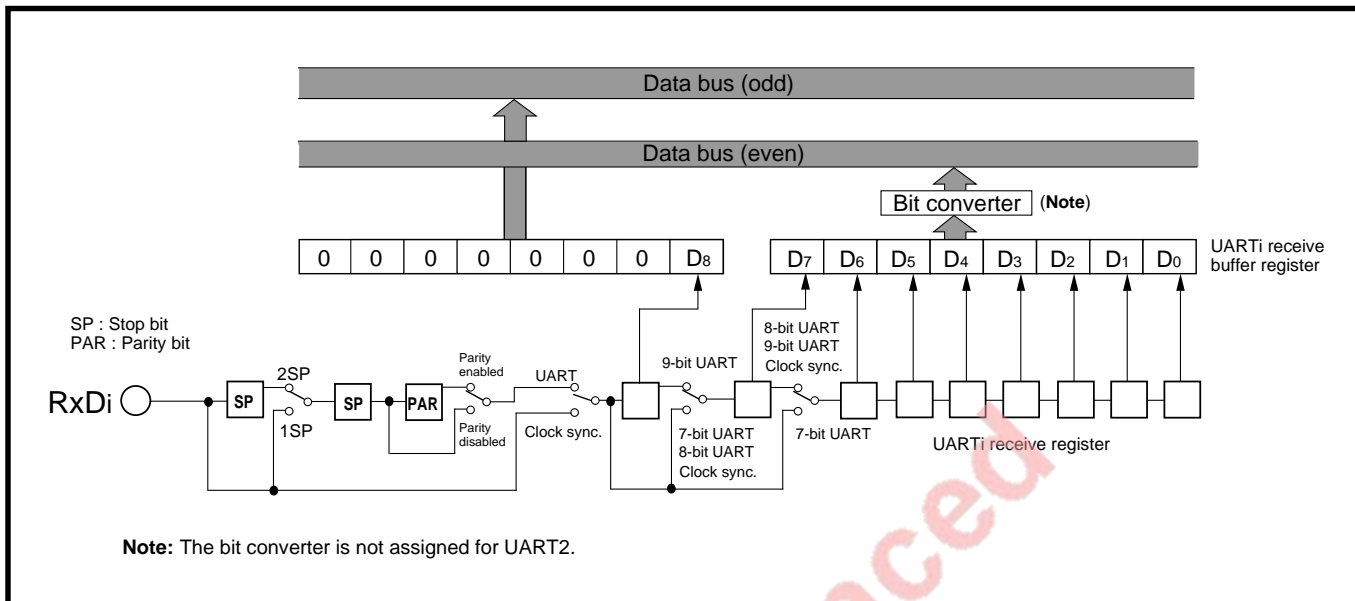 Data bus (odd)
Data bus (even)
Bit converter (Note)
0 0 0 0 0 0 0 D8
D7 D6 D5 D4 D3 D2 D1 D0
UARTi receive
buffer register
SP : Stop bit
PAR : Parity bit
8-bit UART
9-bit UART
Clock sync.
9-bit UART
Parity
enabled
UART
2SP
RxDi
SP
SP
PAR
1SP
Parity
disabled
Clock sync.
7-bit UART
8-bit UART
Clock sync.
7-bit UART
UARTi receive register
Note: The bit converter is not assigned for UART2.